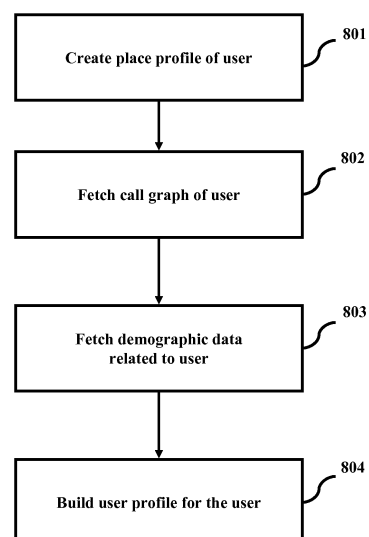 801
Create place profile of user
802
Fetch call graph of user
803
Fetch demographic data
related to user
804
Build user profile for the user